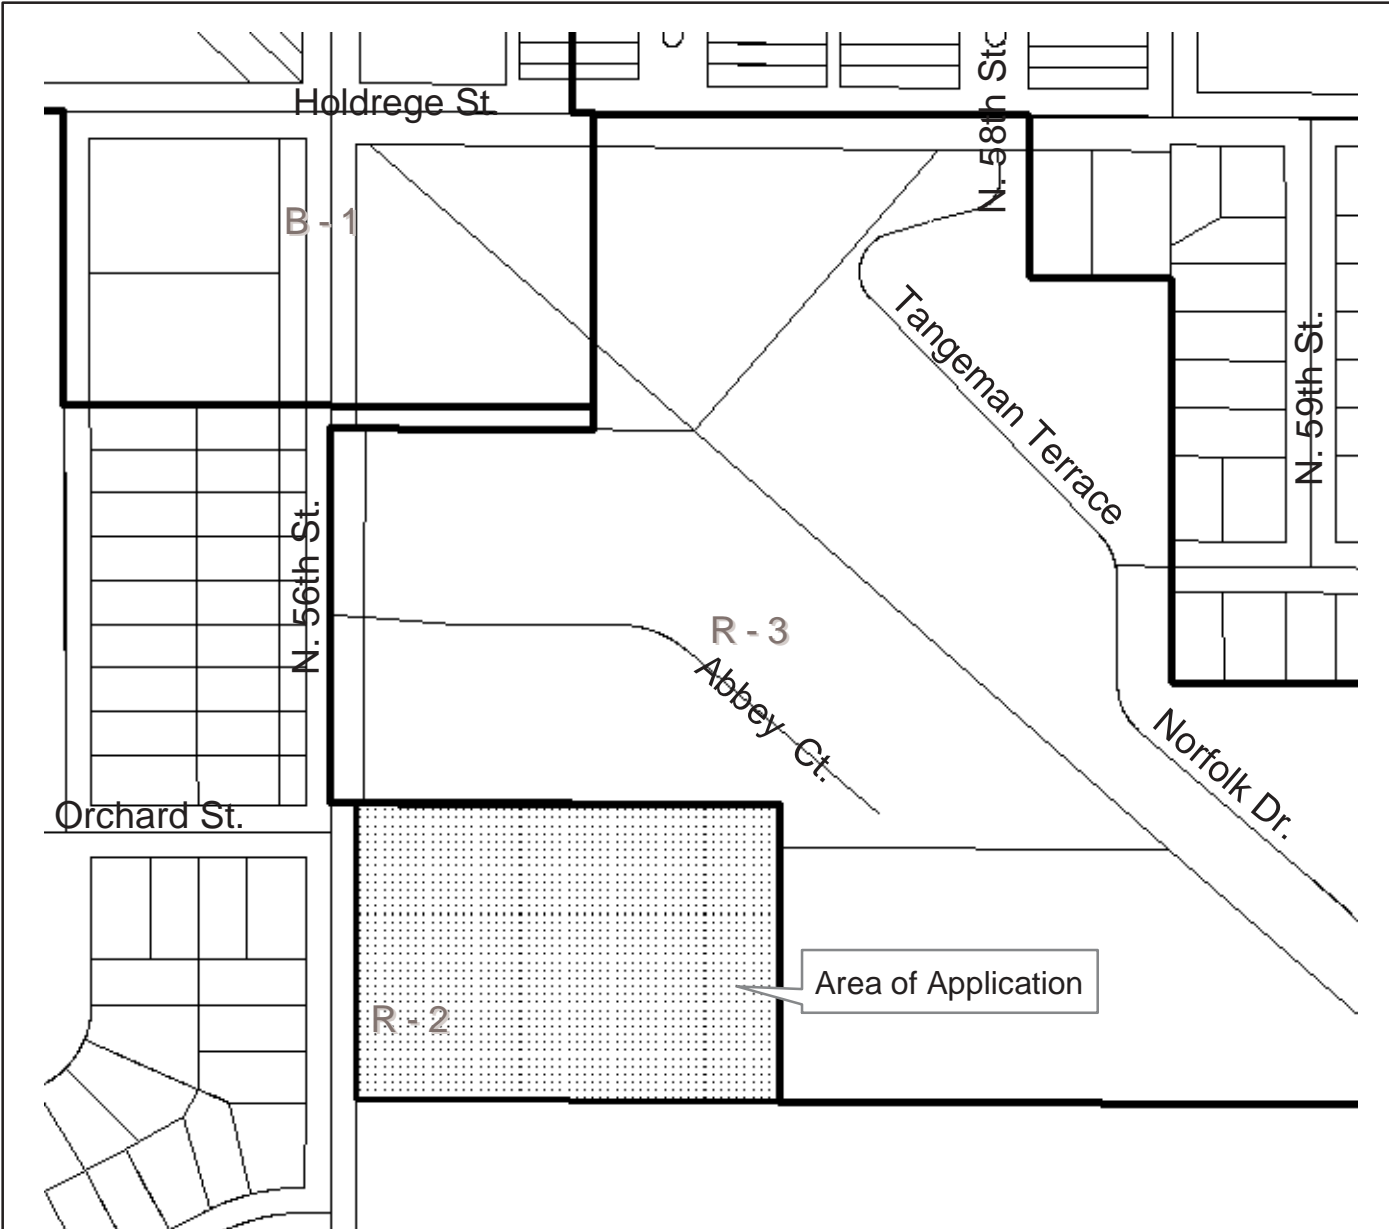 Holdrege St.
N. 58th St.
B - 1
Tangeman Terrace
N. 59th St.
N. 56th St.
R - 3
Abbey Ct.
Norfolk Dr.
Orchard St.
Area of Application
R - 2